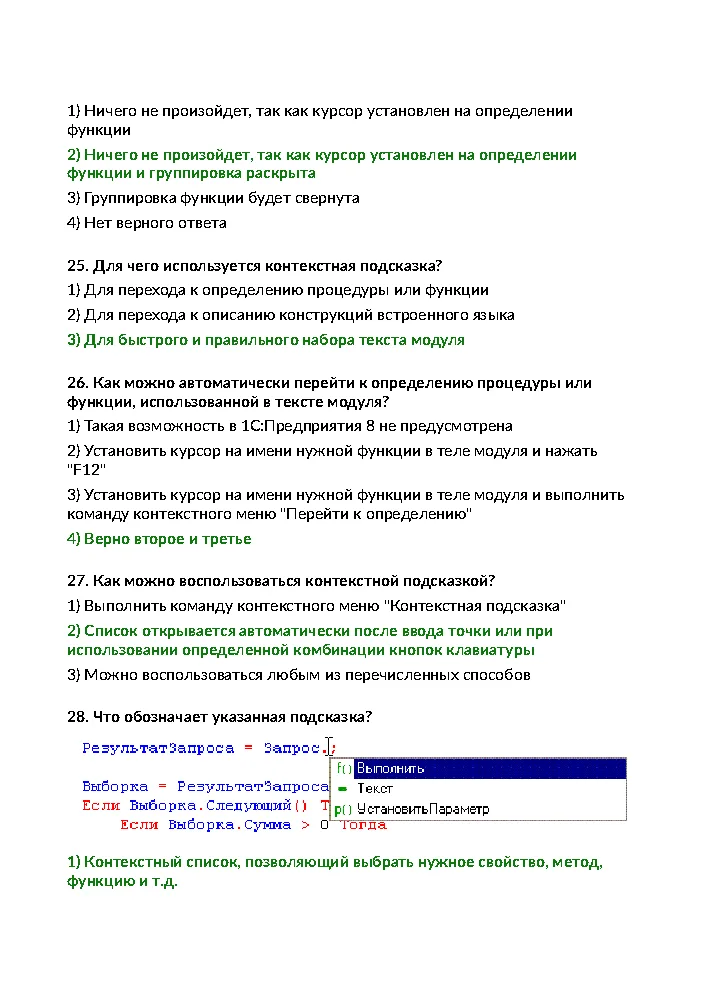 1) Ничего не произойдет, так как курсор установлен на определении
функции
2) Ничего не произойдет, так как курсор установлен на определении
функции и группировка раскрыта
3) Группировка функции будет свернута
4) Нет верного ответа
25. Для чего используется контекстная подсказка?
1) Для перехода к определению процедуры или функции
2) Для перехода к описанию конструкций встроенного языка
3) Для быстрого и правильного набора текста модуля
26. Как можно автоматически перейти к определению процедуры или
функции, использованной в тексте модуля?
1) Такая возможность в 1С:Предприятия 8 не предусмотрена
2) Установить курсор на имени нужной функции в теле модуля и нажать
"F12"
3) Установить курсор на имени нужной функции в теле модуля и выполнить
команду контекстного меню "Перейти к определению"
4) Верно второе и третье
27. Как можно воспользоваться контекстной подсказкой?
1) Выполнить команду контекстного меню "Контекстная подсказка"
2) Список открывается автоматически после ввода точки или при
использовании определенной комбинации кнопок клавиатуры
3) Можно воспользоваться любым из перечисленных способов
28. Что обозначает указанная подсказка?
РезультатЗапроса = Запрос.;
f() Выполнить
Выборка = РезультатЗапроса
Текст
Если Выборка.Следующий() Т
p() УстановитьПараметр
Если Выборка.Сумма > 0 Тогда
1) Контекстный список, позволяющий выбрать нужное свойство, метод,
функцию и т.д.